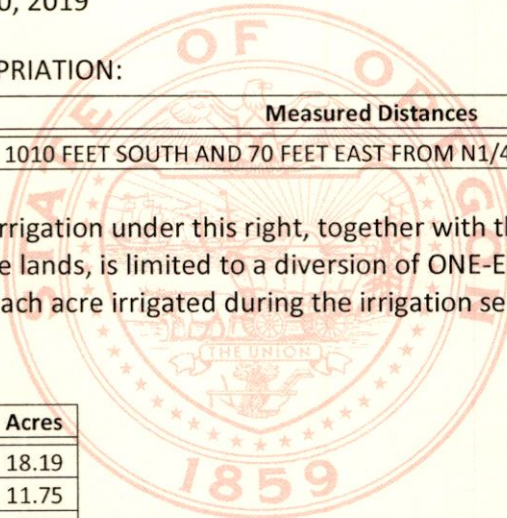 0, 2019
PRIATION:
Measured Distances
1010 FEET SOUTH AND 70 FEET EAST FROM N1/4
rrigation under this right, together with th
e lands, is limited to a diversion of ONE-E
ach acre irrigated during the irrigation se
Acres
18.19
11.75
STATE OF OREGON
THE UNION
1859